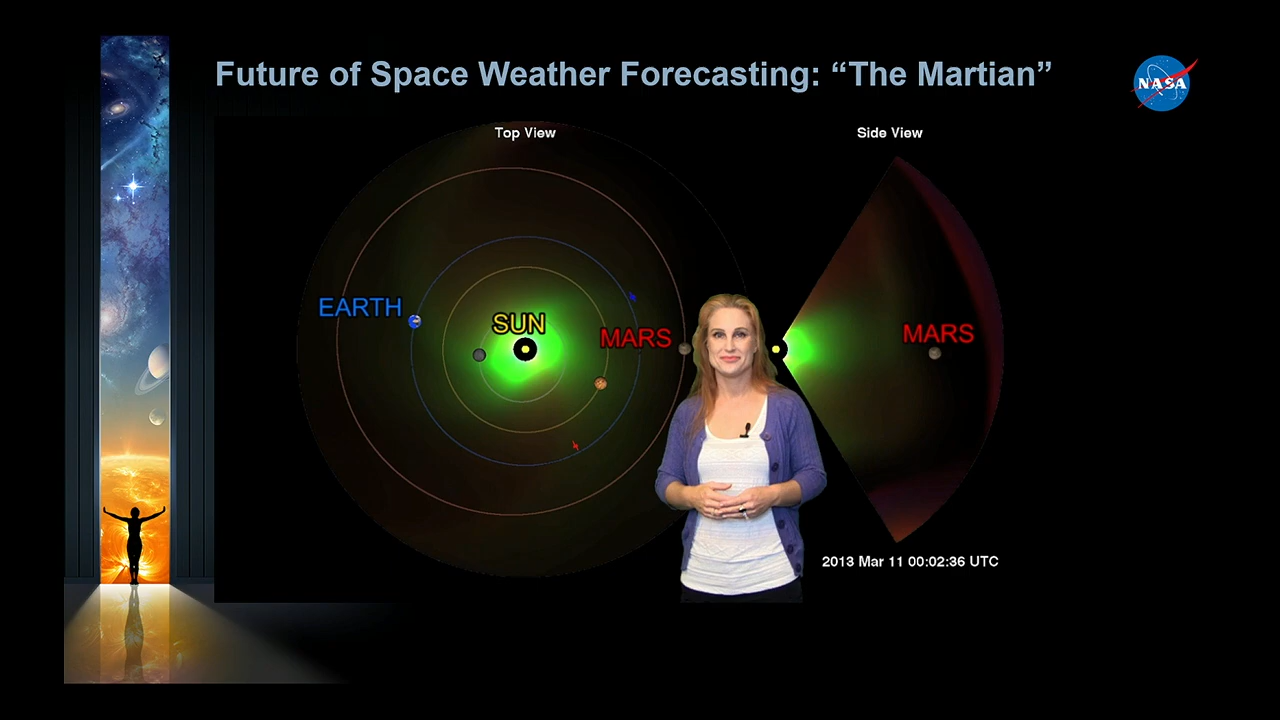 Future of Space Weather Forecasting: “The Martian”
NASA
Top View
Side View
EARTH
SUN
MARS
MARS
2013 Mar 11 00:02:36 UTC